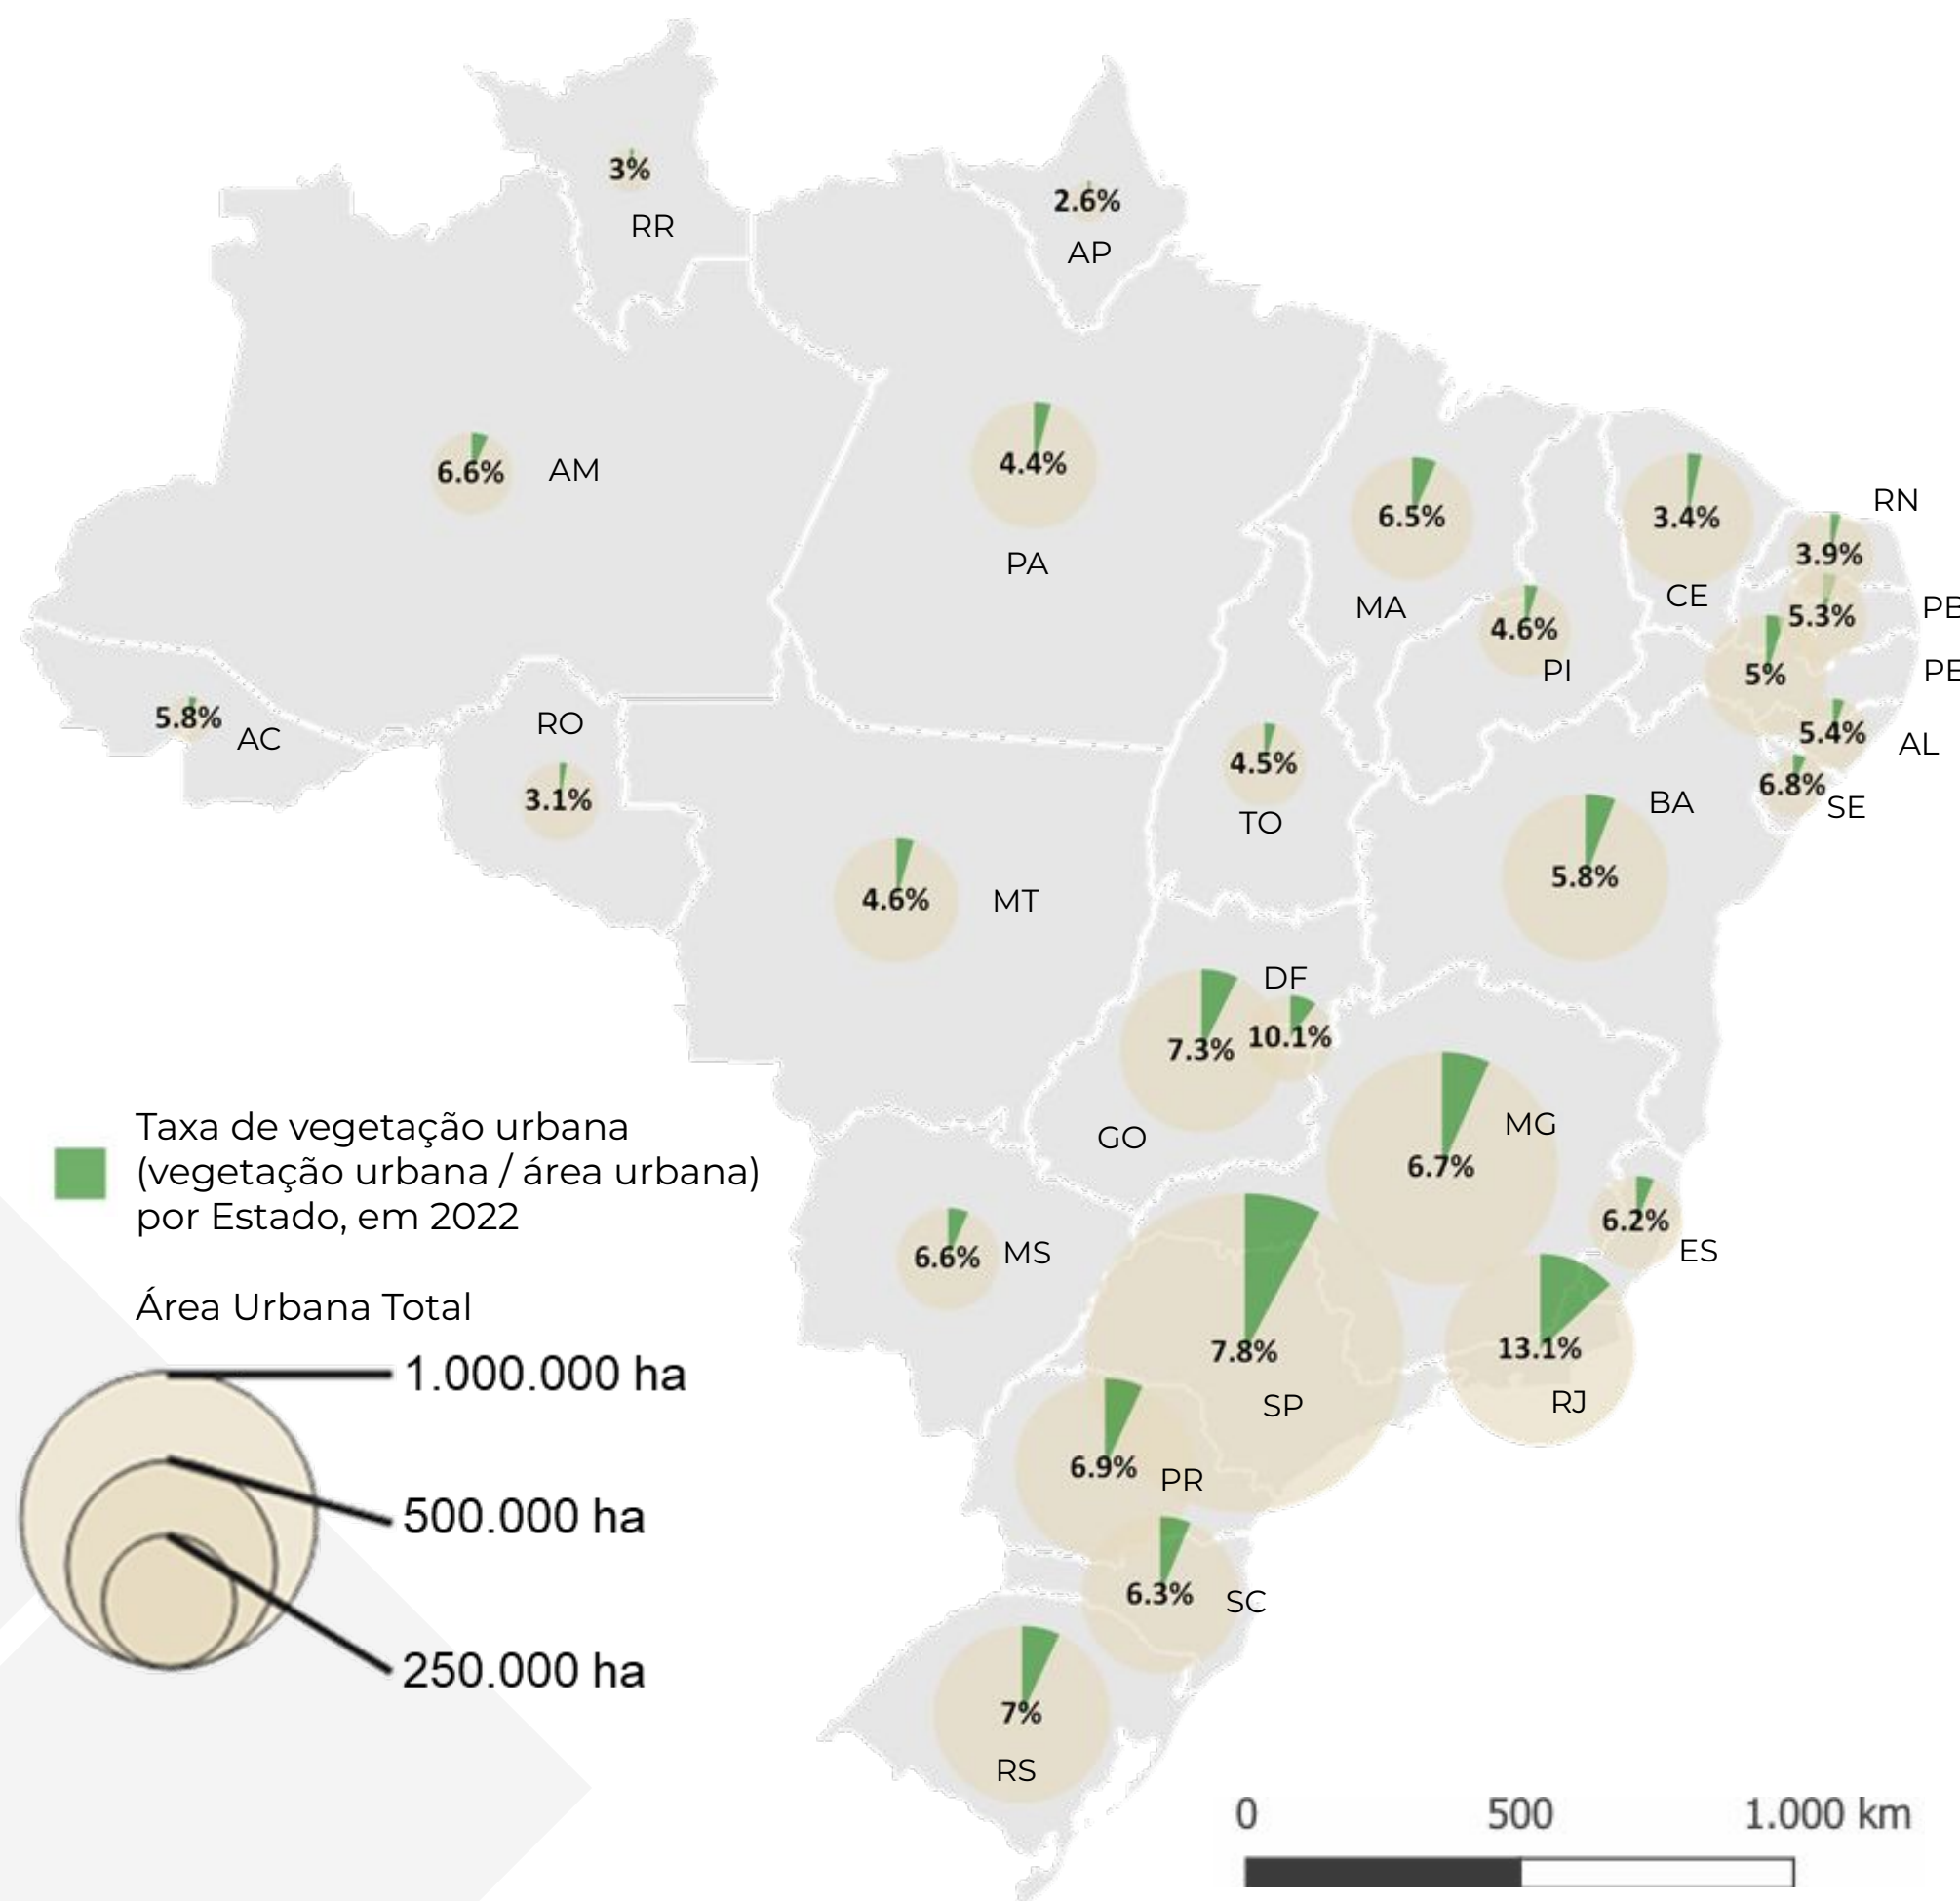 3%
RR
2.6%
AP
6.6%
AM
4.4%
PA
6.5%
MA
3.4%
CE
RN
3.9%
PB
5.3%
4.6%
PI
5%
PE
5.4%
AL
6.8%
SE
5.8%
AC
RO
3.1%
4.5%
TO
BA
5.8%
4.6%
MT
DF
10.1%
7.3%
GO
MG
6.7%
6.2%
ES
6.6%
MS
7.8%
SP
13.1%
RJ
6.9%
PR
6.3%
SC
7%
RS
Taxa de vegetação urbana
(vegetação urbana / área urbana)
por Estado, em 2022
Área Urbana Total
1.000.000 ha
500.000 ha
250.000 ha
0 500 1.000 km